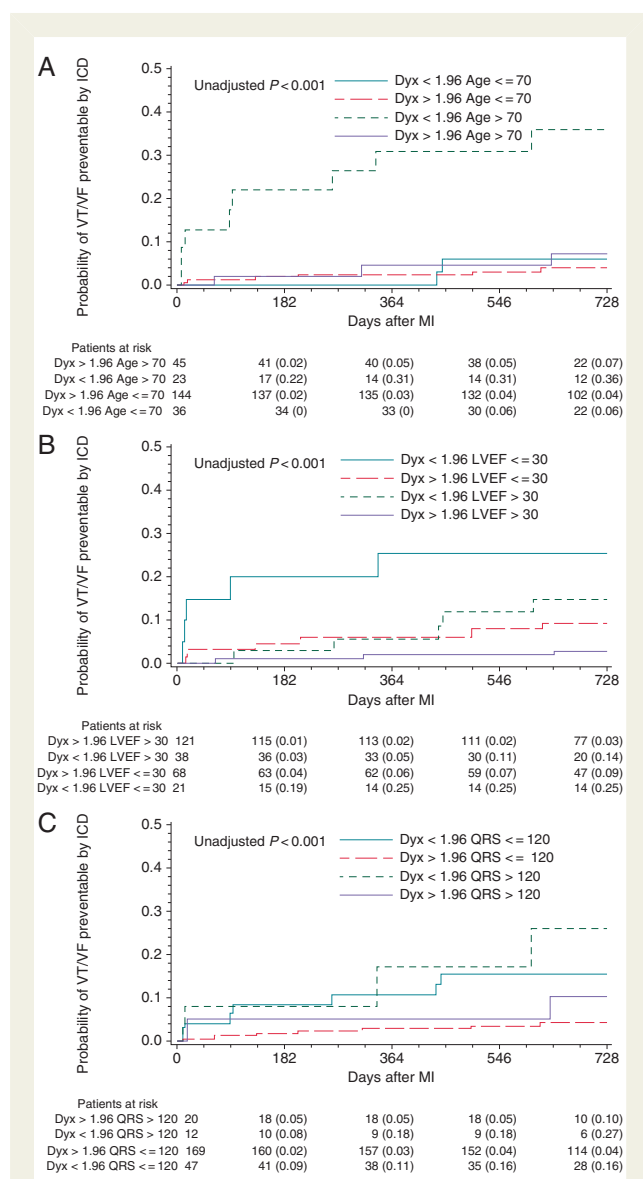 A
Probability of VT/VF preventable by ICD
0.5
0.4
0.3
0.2
0.1
0.0
Unadjusted P < 0.001
Dyx < 1.96 Age <= 70
Dyx > 1.96 Age <= 70
Dyx < 1.96 Age > 70
Dyx > 1.96 Age > 70
0 182 364 546 728
Days after MI
Patients at risk
Dyx > 1.96 Age > 70 45 41 (0.02) 40 (0.05) 38 (0.05) 22 (0.07)
Dyx < 1.96 Age > 70 23 17 (0.22) 14 (0.31) 14 (0.31) 12 (0.36)
Dyx > 1.96 Age <= 70 144 137 (0.02) 135 (0.03) 132 (0.04) 102 (0.04)
Dyx < 1.96 Age <= 70 36 34 (0) 33 (0) 30 (0.06) 22 (0.06)
B
Probability of VT/VF preventable by ICD
0.5
0.4
0.3
0.2
0.1
0.0
Unadjusted P < 0.001
Dyx < 1.96 LVEF <= 30
Dyx > 1.96 LVEF <= 30
Dyx < 1.96 LVEF > 30
Dyx > 1.96 LVEF > 30
0 182 364 546 728
Days after MI
Patients at risk
Dyx > 1.96 LVEF > 30 121 115 (0.01) 113 (0.02) 111 (0.02) 77 (0.03)
Dyx < 1.96 LVEF > 30 38 36 (0.03) 33 (0.05) 30 (0.11) 20 (0.14)
Dyx > 1.96 LVEF <= 30 68 63 (0.04) 62 (0.06) 59 (0.07) 47 (0.09)
Dyx < 1.96 LVEF <= 30 21 15 (0.19) 14 (0.25) 14 (0.25) 14 (0.25)
C
Probability of VT/VF preventable by ICD
0.5
0.4
0.3
0.2
0.1
0.0
Unadjusted P < 0.001
Dyx < 1.96 QRS <= 120
Dyx > 1.96 QRS <= 120
Dyx < 1.96 QRS > 120
Dyx > 1.96 QRS > 120
0 182 364 546 728
Days after MI
Patients at risk
Dyx > 1.96 QRS > 120 20 18 (0.05) 18 (0.05) 18 (0.05) 10 (0.10)
Dyx < 1.96 QRS > 120 12 10 (0.08) 9 (0.18) 9 (0.18) 6 (0.27)
Dyx > 1.96 QRS <= 120 169 160 (0.02) 157 (0.03) 152 (0.04) 114 (0.04)
Dyx < 1.96 QRS <= 120 47 41 (0.09) 38 (0.11) 35 (0.16) 28 (0.16)